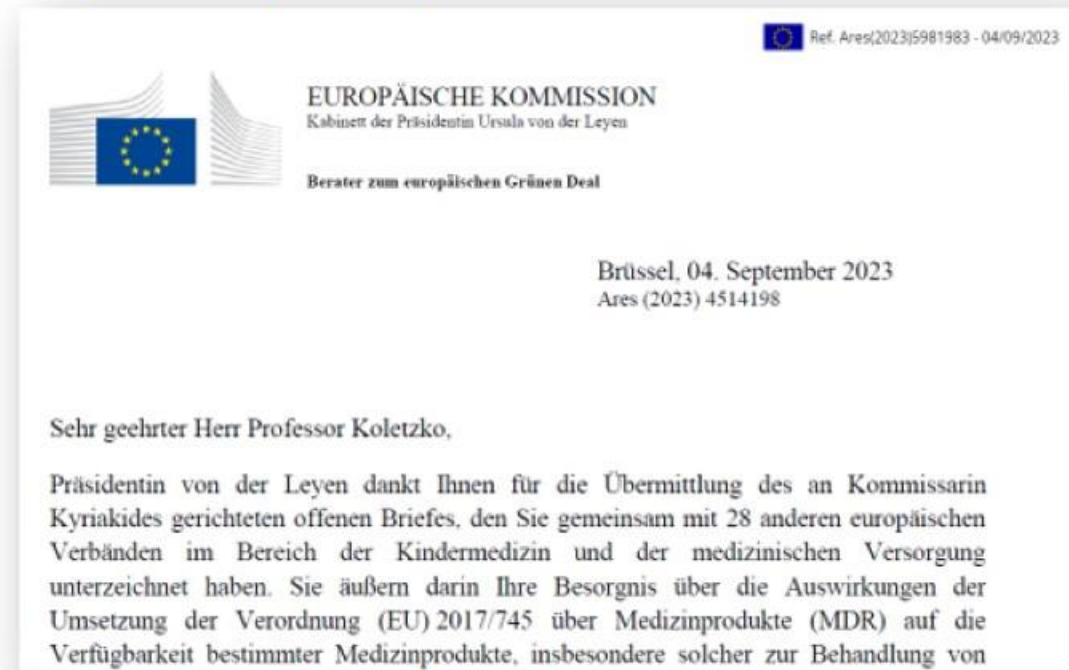 Ref. Ares(2023)5981983 - 04/09/2023
EUROPÄISCHE KOMMISSION
Kabinett der Präsidentin Ursula von der Leyen
Berater zum europäischen Grünen Deal
Brüssel, 04. September 2023
Ares (2023) 4514198
Sehr geehrter Herr Professor Koletzko,
Präsidentin von der Leyen dankt Ihnen für die Übermittlung des an Kommissarin
Kyriakides gerichteten offenen Briefes, den Sie gemeinsam mit 28 anderen europäischen
Verbänden im Bereich der Kindermedizin und der medizinischen Versorgung
unterzeichnet haben. Sie äußern darin Ihre Besorgnis über die Auswirkungen der
Umsetzung der Verordnung (EU) 2017/745 über Medizinprodukte (MDR) auf die
Verfügbarkeit bestimmter Medizinprodukte, insbesondere solcher zur Behandlung von